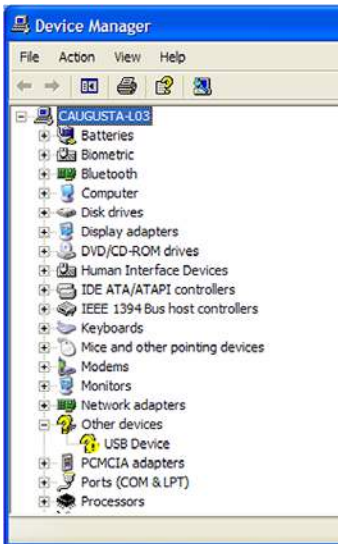 Device Manager
File Action View Help
CAUGUSTA-L03
Batteries
Biometric
Bluetooth
Computer
Disk drives
Display adapters
DVD/CD-ROM drives
Human Interface Devices
IDE ATA/ATAPI controllers
IEEE 1394 Bus host controllers
Keyboards
Mice and other pointing devices
Modems
Monitors
Network adapters
Other devices
USB Device
PCMCIA adapters
Ports (COM & LPT)
Processors